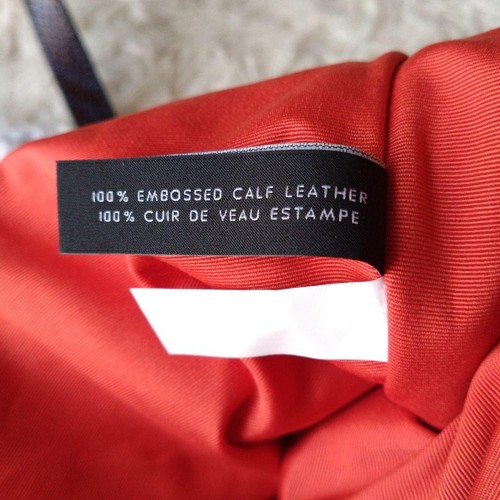 100% EMBOSSED CALF LEATHER
100% CUIR DE VEAU ESTAMPE